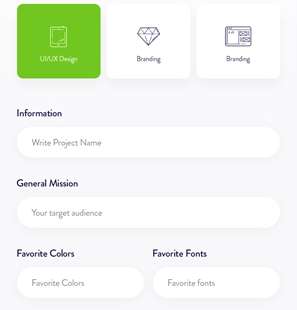 UI/UX Design
Branding
Branding
Information
Write Project Name
General Mission
Your target audience
Favorite Colors
Favorite Fonts
Favorite Colors
Favorite fonts